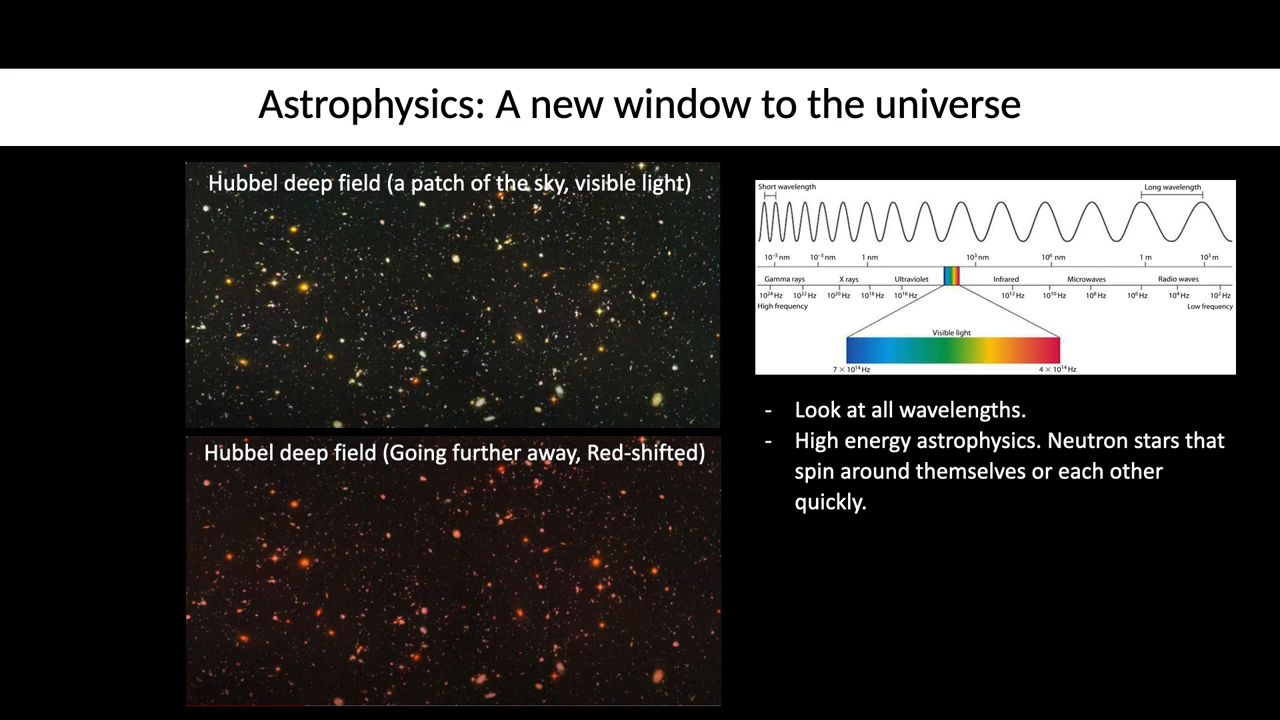 Astrophysics: A new window to the universe
Hubbel deep field (a patch of the sky, visible light)
Hubbel deep field (Going further away, Red-shifted)
Short wavelength
Long wavelength
10⁻⁵ nm 10⁻³ nm 1 nm 10³ nm 10⁶ nm 1 m 10³ m
Gamma rays X rays Ultraviolet Infrared Microwaves Radio waves
10²⁴ Hz 10²² Hz 10²⁰ Hz 10¹⁸ Hz 10¹⁶ Hz 10¹² Hz 10¹⁰ Hz 10⁸ Hz 10⁶ Hz 10⁴ Hz 10² Hz
High frequency Low frequency
Visible light
7 × 10¹⁴ Hz 4 × 10¹⁴ Hz
- Look at all wavelengths.
- High energy astrophysics. Neutron stars that
spin around themselves or each other
quickly.